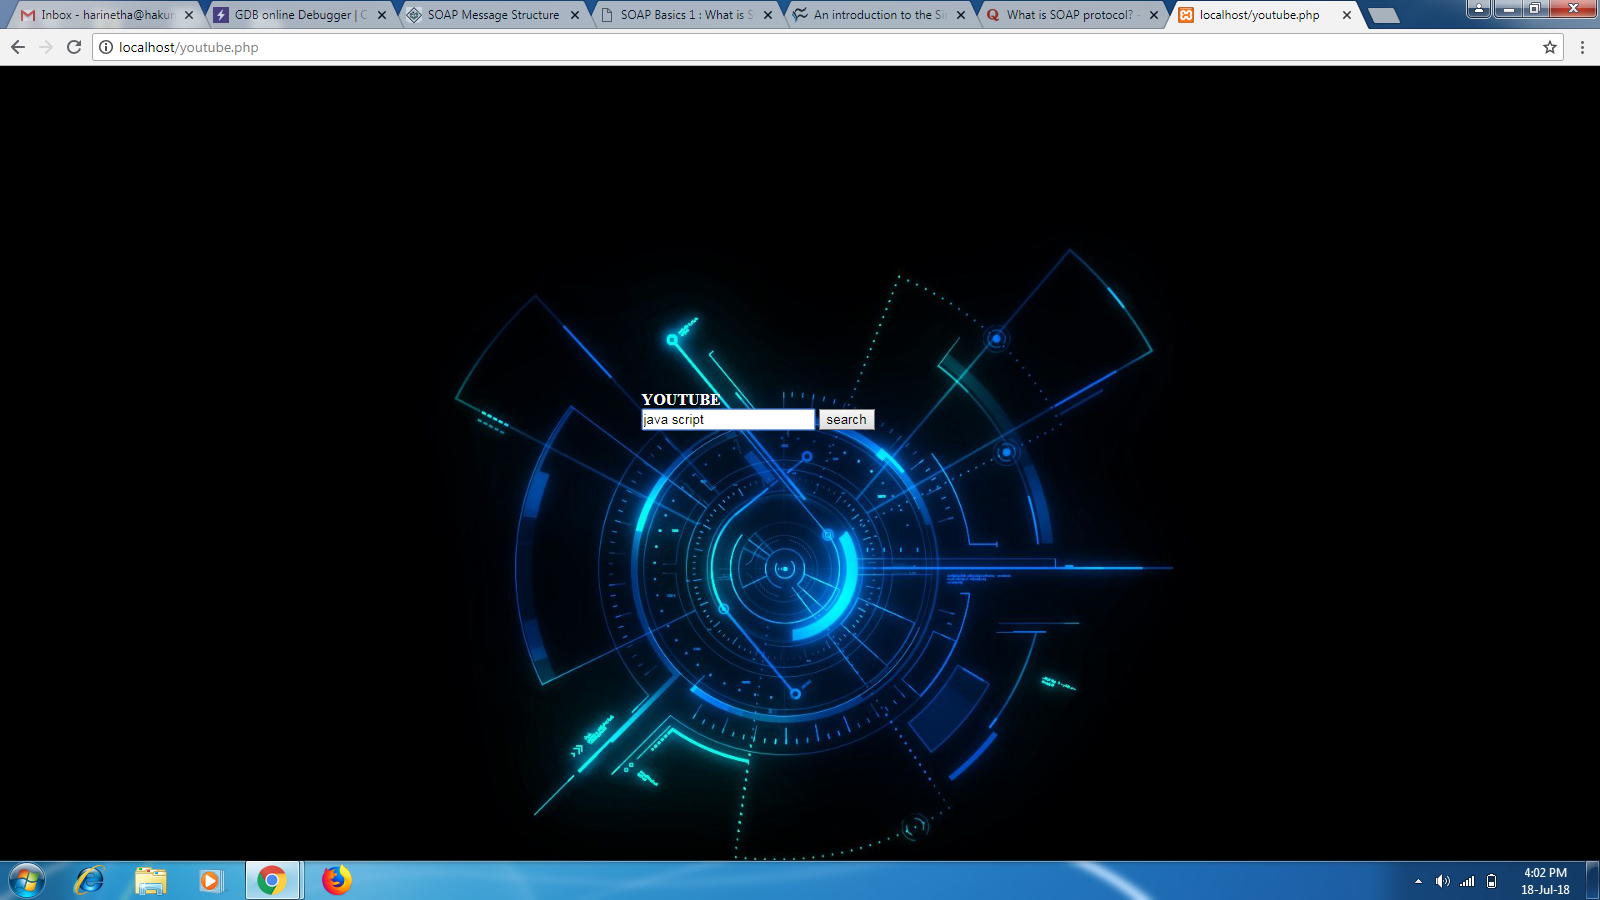 Inbox - harinetha@hakun
GDB online Debugger | C
SOAP Message Structure
SOAP Basics 1 : What is S
An introduction to the Sim
What is SOAP protocol? -
localhost/youtube.php
localhost/youtube.php
YOUTUBE
java script
search
4:02 PM
18-Jul-18